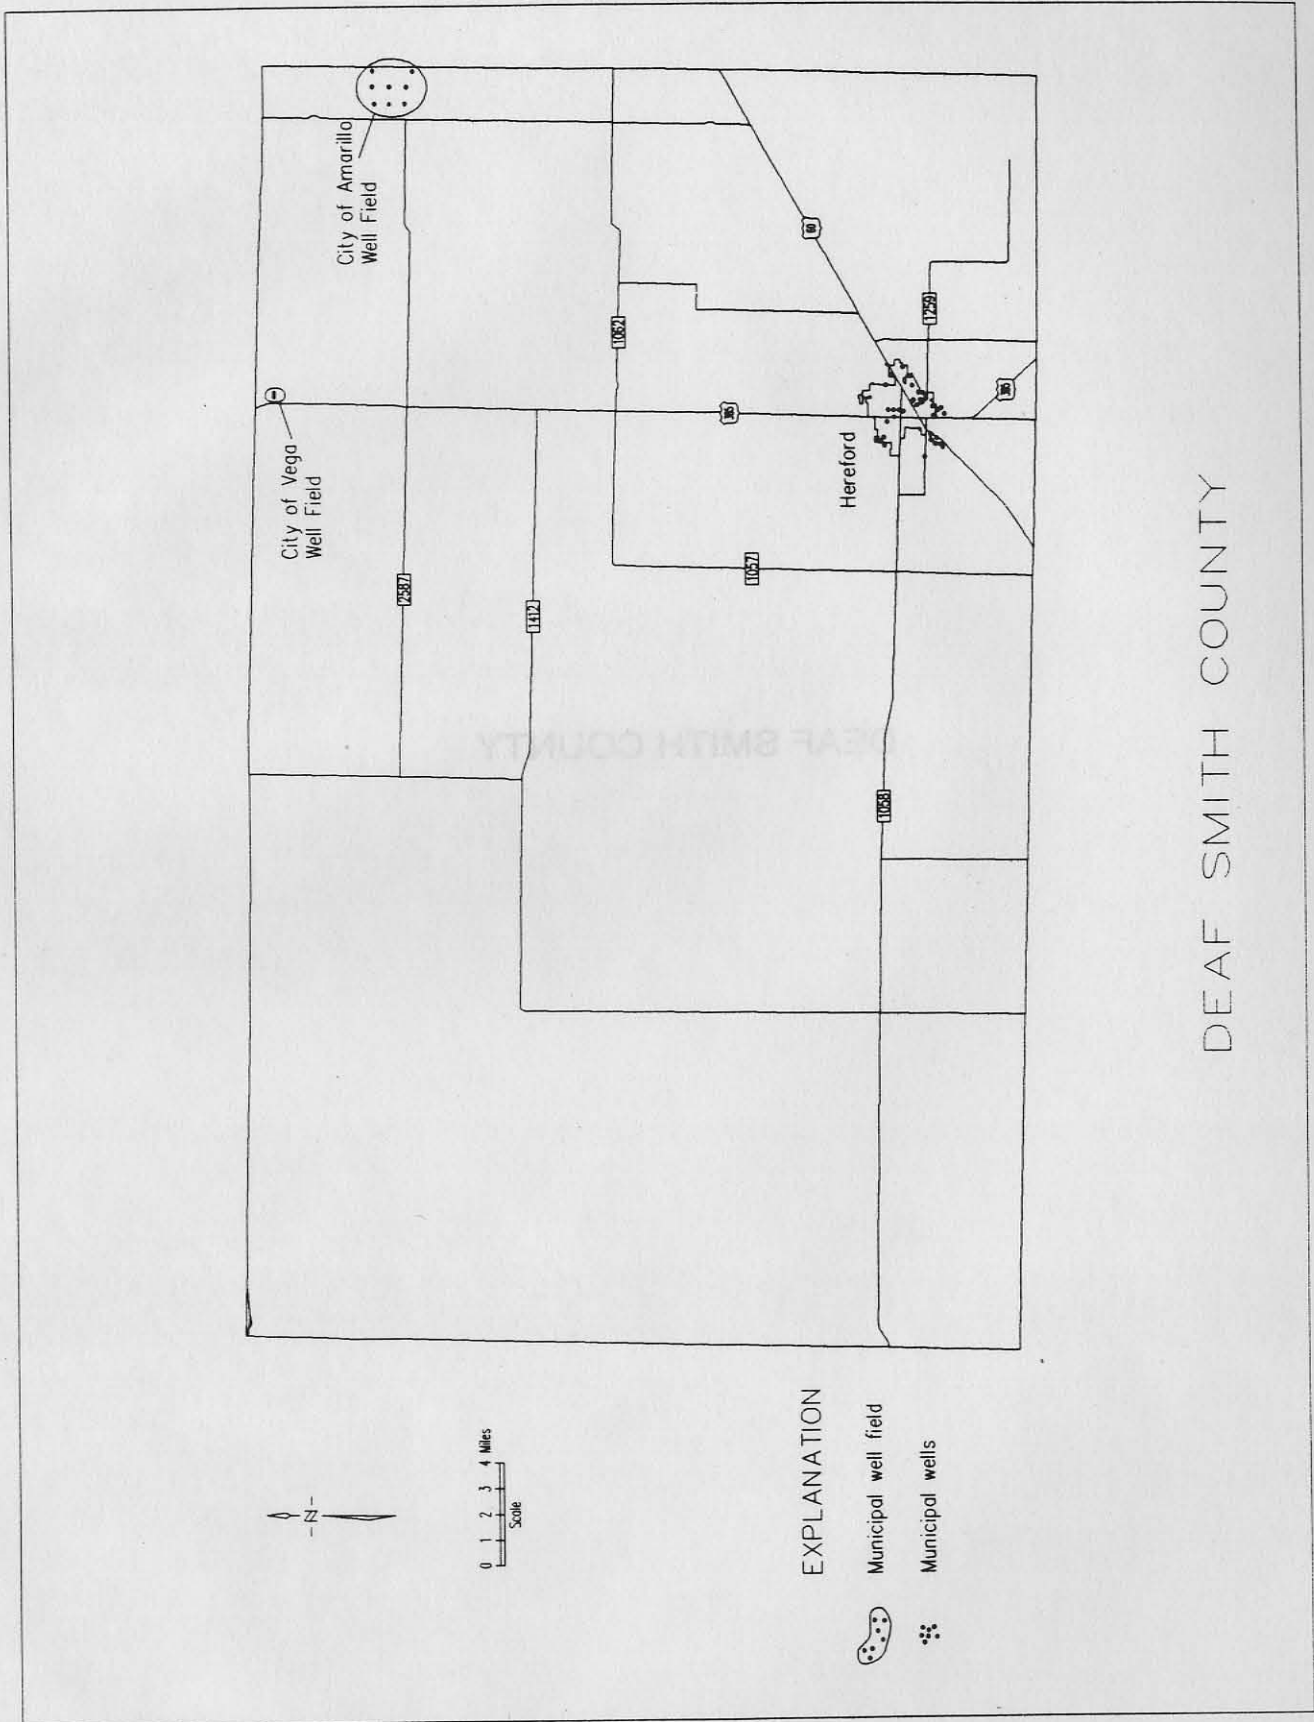 City of Amarillo
Well Field
City of Vega
Well Field
2587
1412
1062
385
60
1057
Hereford
1259
385
1058
N
0 1 2 3 4 Miles
Scale
EXPLANATION
Municipal well field
Municipal wells
DEAF SMITH COUNTY
DEAF SMITH COUNTY